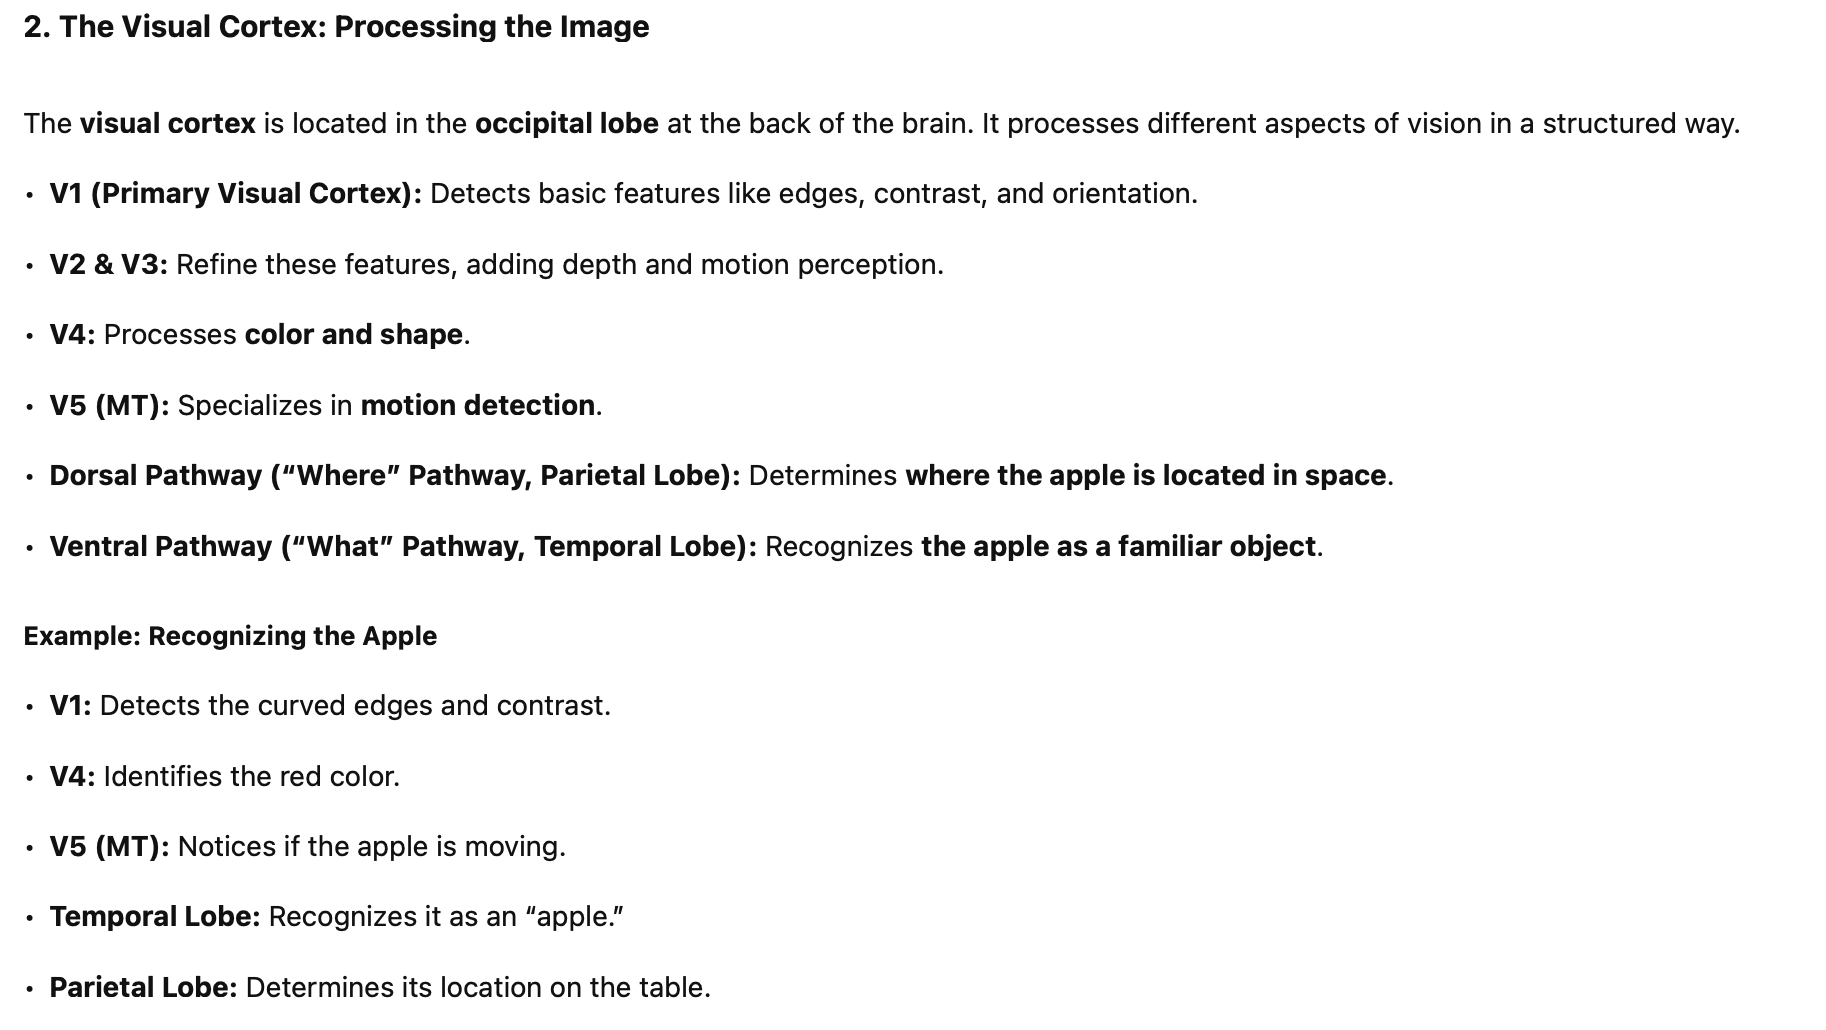 2. The Visual Cortex: Processing the Image
The visual cortex is located in the occipital lobe at the back of the brain. It processes different aspects of vision in a structured way.
• V1 (Primary Visual Cortex): Detects basic features like edges, contrast, and orientation.
• V2 & V3: Refine these features, adding depth and motion perception.
• V4: Processes color and shape.
• V5 (MT): Specializes in motion detection.
• Dorsal Pathway (“Where” Pathway, Parietal Lobe): Determines where the apple is located in space.
• Ventral Pathway (“What” Pathway, Temporal Lobe): Recognizes the apple as a familiar object.
Example: Recognizing the Apple
• V1: Detects the curved edges and contrast.
• V4: Identifies the red color.
• V5 (MT): Notices if the apple is moving.
• Temporal Lobe: Recognizes it as an “apple.”
• Parietal Lobe: Determines its location on the table.